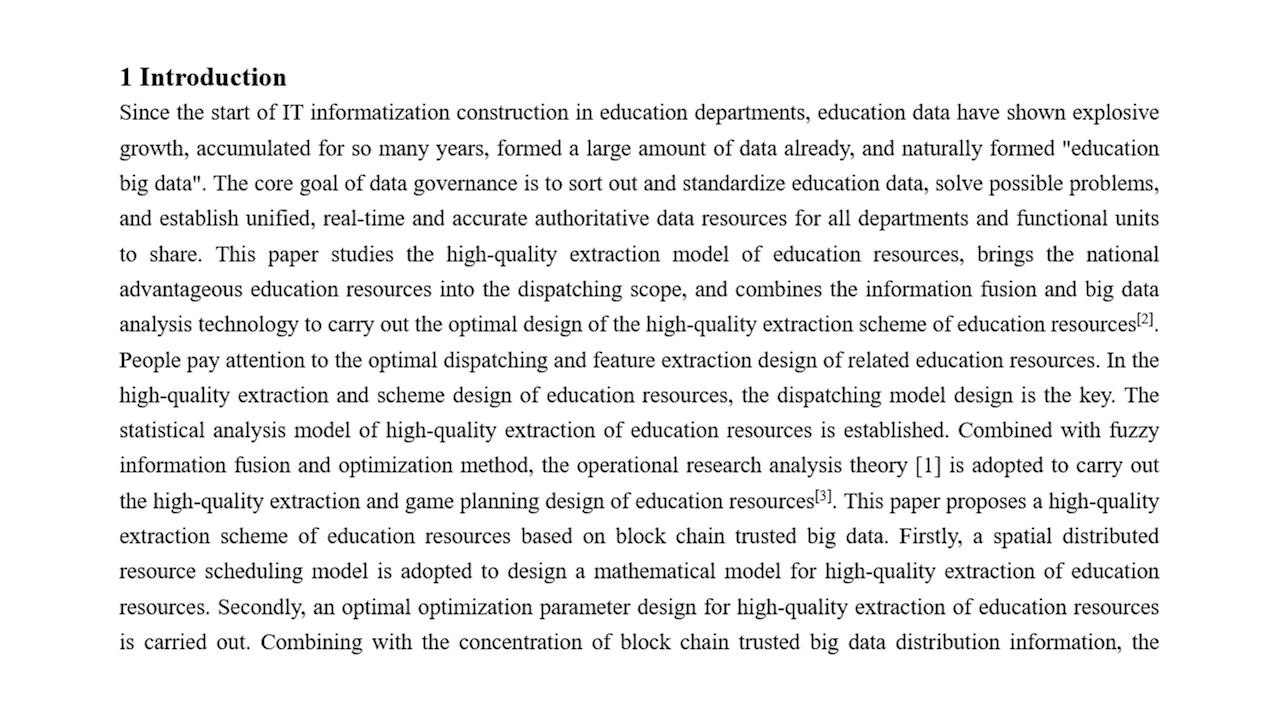 1 Introduction
Since the start of IT informatization construction in education departments, education data have shown explosive
growth, accumulated for so many years, formed a large amount of data already, and naturally formed "education
big data". The core goal of data governance is to sort out and standardize education data, solve possible problems,
and establish unified, real-time and accurate authoritative data resources for all departments and functional units
to share. This paper studies the high-quality extraction model of education resources, brings the national
advantageous education resources into the dispatching scope, and combines the information fusion and big data
analysis technology to carry out the optimal design of the high-quality extraction scheme of education resources[2].
People pay attention to the optimal dispatching and feature extraction design of related education resources. In the
high-quality extraction and scheme design of education resources, the dispatching model design is the key. The
statistical analysis model of high-quality extraction of education resources is established. Combined with fuzzy
information fusion and optimization method, the operational research analysis theory [1] is adopted to carry out
the high-quality extraction and game planning design of education resources[3]. This paper proposes a high-quality
extraction scheme of education resources based on block chain trusted big data. Firstly, a spatial distributed
resource scheduling model is adopted to design a mathematical model for high-quality extraction of education
resources. Secondly, an optimal optimization parameter design for high-quality extraction of education resources
is carried out. Combining with the concentration of block chain trusted big data distribution information, the